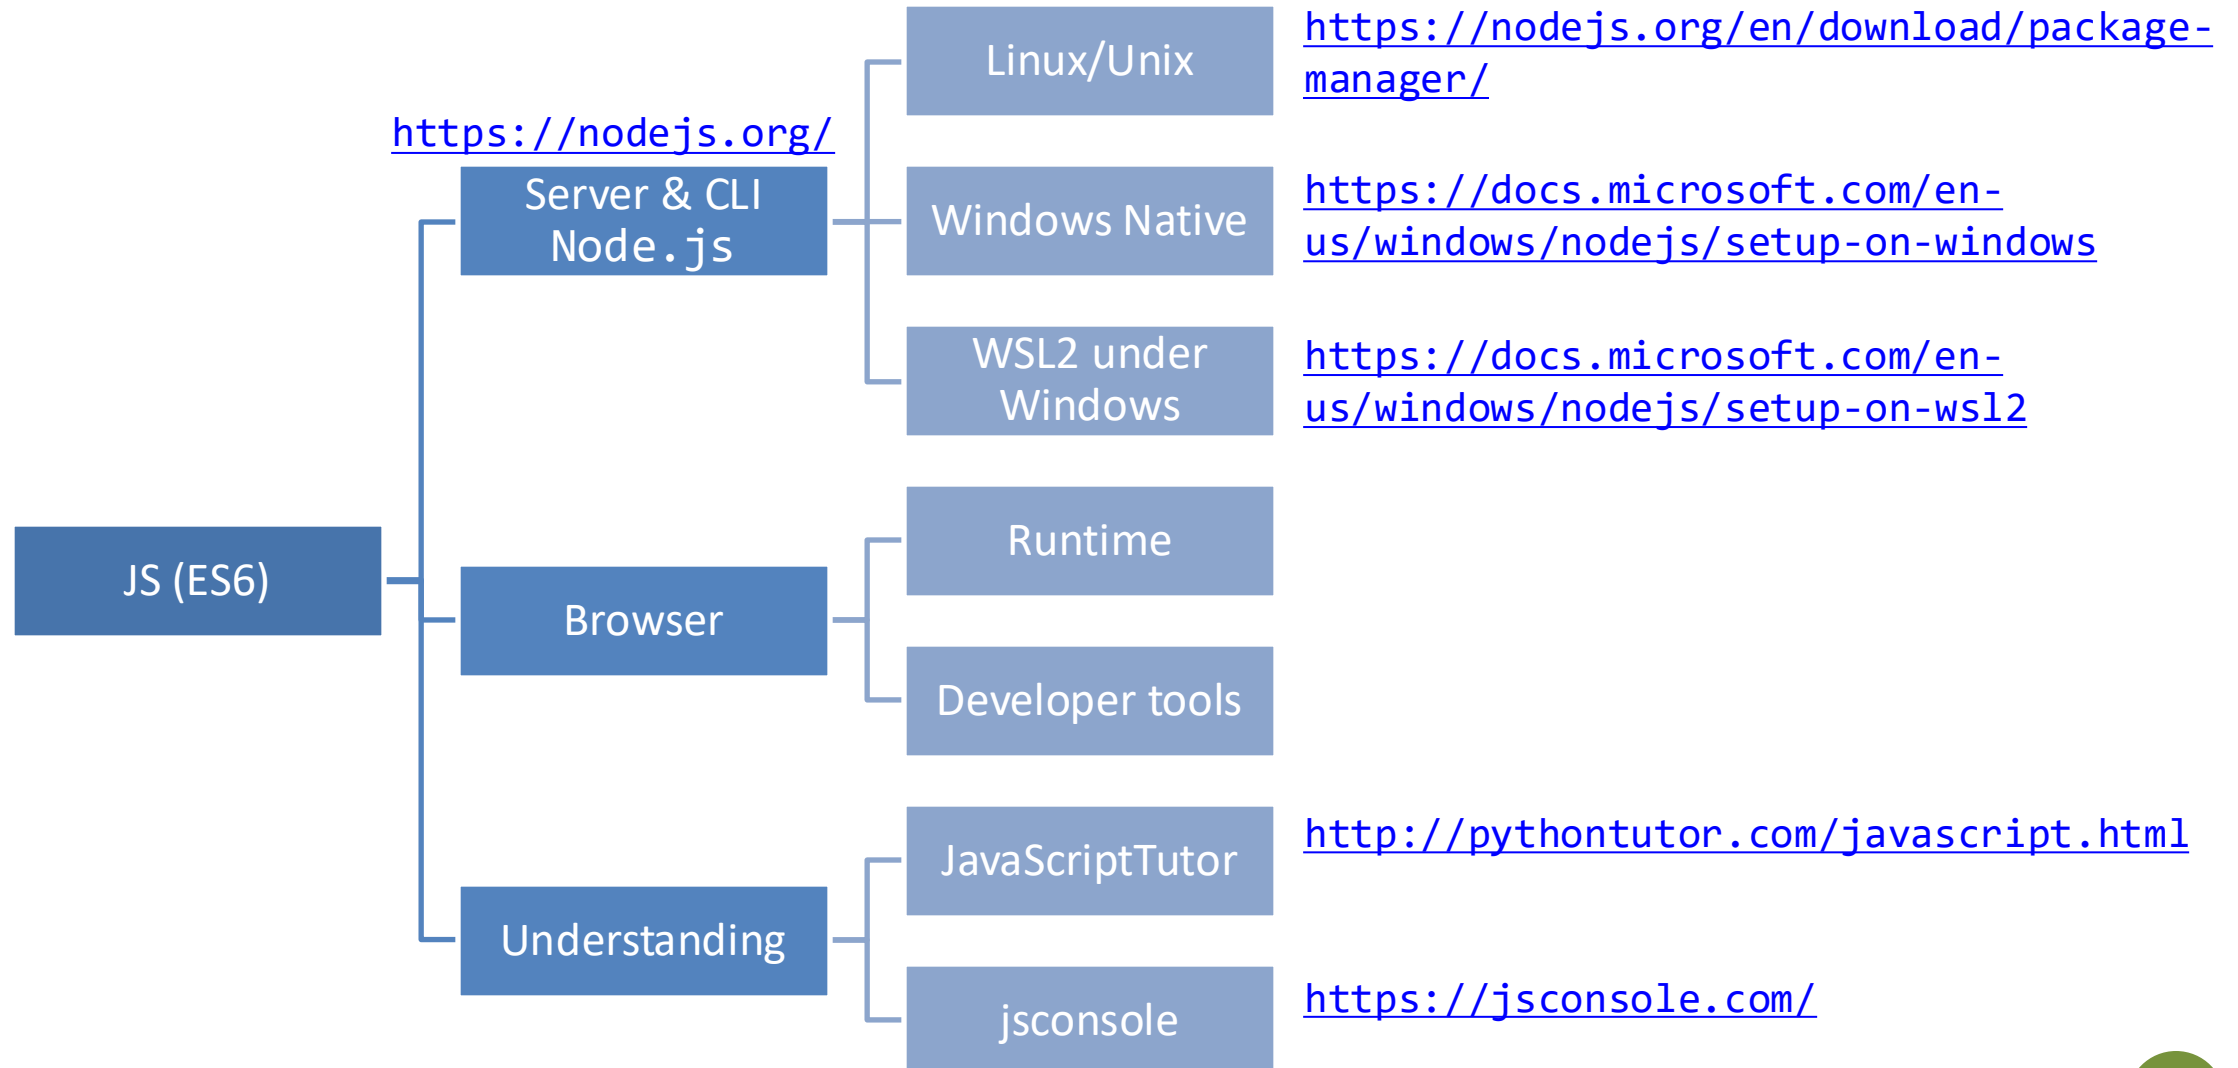 Linux/Unix
https://nodejs.org/en/download/package-
manager/
https://nodejs.org/
Server & CLI
Node.js
Windows Native
https://docs.microsoft.com/en-
us/windows/nodejs/setup-on-windows
WSL2 under
Windows
https://docs.microsoft.com/en-
us/windows/nodejs/setup-on-wsl2
JS (ES6)
Browser
Runtime
Developer tools
Understanding
JavaScriptTutor
http://pythontutor.com/javascript.html
jsconsole
https://jsconsole.com/